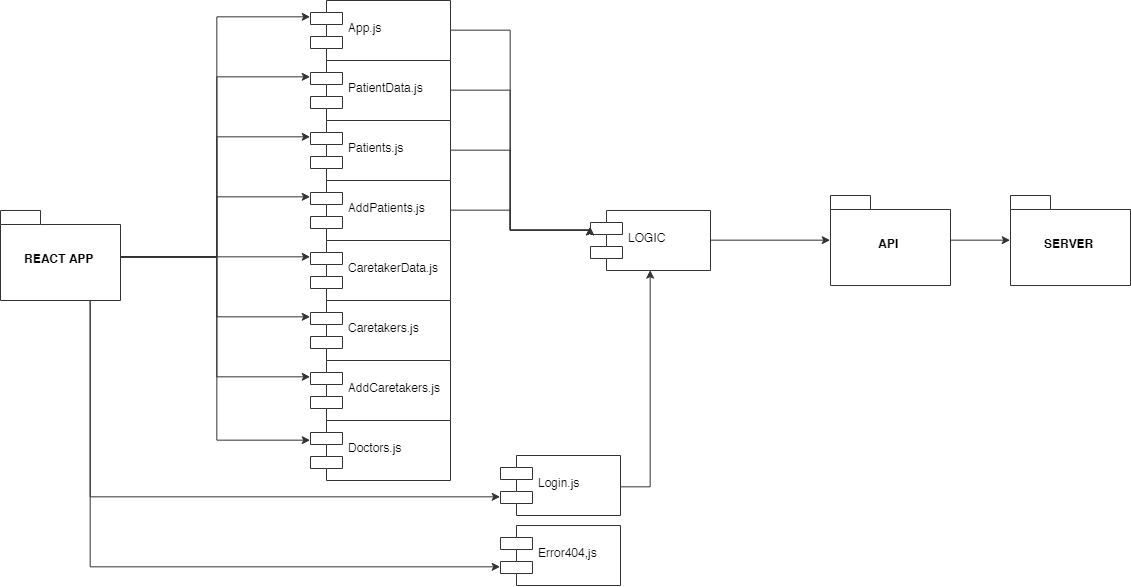 App.js
PatientData.js
Patients.js
AddPatients.js
LOGIC
API
SERVER
REACT APP
CaretakerData.js
Caretakers.js
AddCaretakers.js
Doctors.js
Login.js
Error404,js